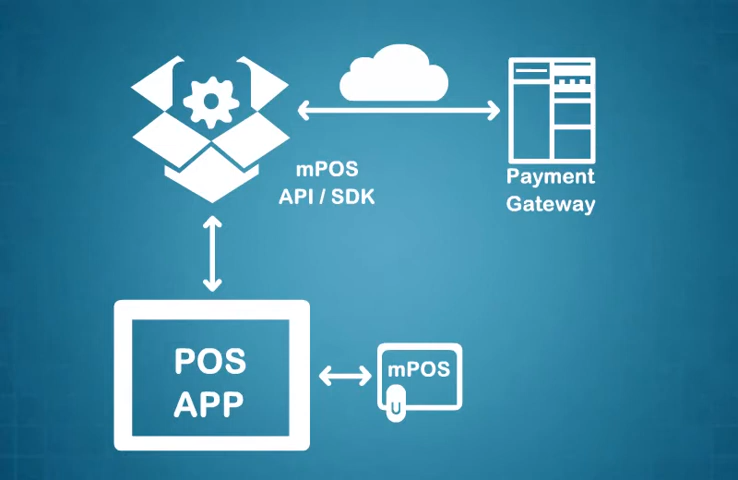 mPOS
API / SDK
Payment
Gateway
POS
APP
mPOS
U